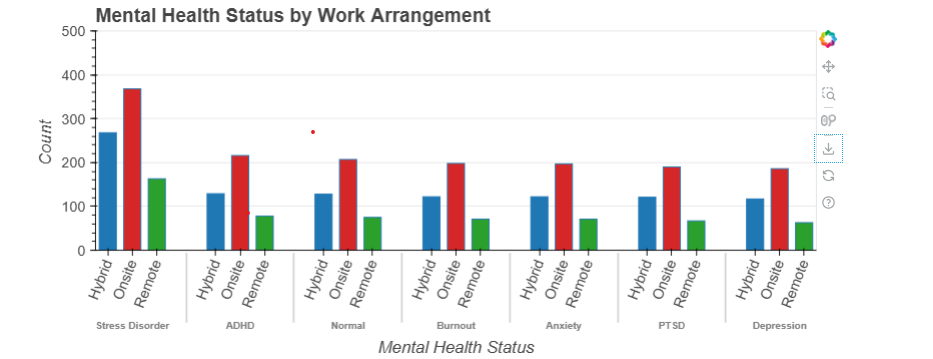 Mental Health Status by Work Arrangement
500
400
300
200
100
0
Count
Hybrid Onsite Remote Hybrid Onsite Remote Hybrid Onsite Remote Hybrid Onsite Remote Hybrid Onsite Remote Hybrid Onsite Remote Hybrid Onsite Remote
Stress Disorder ADHD Normal Burnout Anxiety PTSD Depression
Mental Health Status